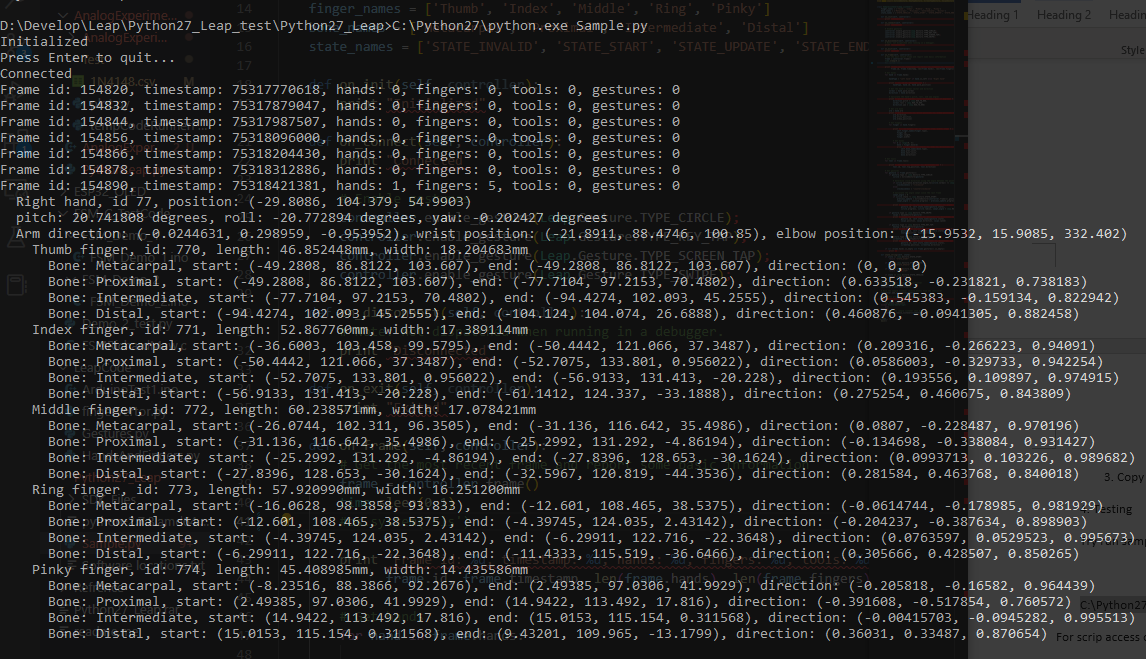 D:\Develop\Leap\Python27_Leap_test\Python27_Leap>C:\Python27\python.exe Sample.py
Initialized
Press Enter to quit...
Connected
Frame id: 154820, timestamp: 75317770618, hands: 0, fingers: 0, tools: 0, gestures: 0
Frame id: 154832, timestamp: 75317879047, hands: 0, fingers: 0, tools: 0, gestures: 0
Frame id: 154844, timestamp: 75317987507, hands: 0, fingers: 0, tools: 0, gestures: 0
Frame id: 154856, timestamp: 75318096000, hands: 0, fingers: 0, tools: 0, gestures: 0
Frame id: 154866, timestamp: 75318204430, hands: 0, fingers: 0, tools: 0, gestures: 0
Frame id: 154878, timestamp: 75318312886, hands: 0, fingers: 0, tools: 0, gestures: 0
Frame id: 154890, timestamp: 75318421381, hands: 1, fingers: 5, tools: 0, gestures: 0
Right hand, id 77, position: (-29.8086, 104.379, 54.9903)
pitch: 20.741808 degrees, roll: -20.772894 degrees, yaw: -0.202427 degrees
Arm direction: (-0.0244631, 0.298959, -0.953952), wrist position: (-21.8911, 88.4746, 100.85), elbow position: (-15.9532, 15.9085, 332.402)
Thumb finger, id: 770, length: 46.852448mm, width: 18.204683mm
Bone: Metacarpal, start: (-49.2808, 86.8122, 103.607), end: (-49.2808, 86.8122, 103.607), direction: (0, 0, 0)
Bone: Proximal, start: (-49.2808, 86.8122, 103.607), end: (-77.7104, 97.2153, 70.4802), direction: (0.633518, -0.231821, 0.738183)
Bone: Intermediate, start: (-77.7104, 97.2153, 70.4802), end: (-94.4274, 102.093, 45.2555), direction: (0.545383, -0.159134, 0.822942)
Bone: Distal, start: (-94.4274, 102.093, 45.2555), end: (-104.124, 104.074, 26.6888), direction: (0.460876, -0.0941305, 0.882458)
Index finger, id: 771, length: 52.867760mm, width: 17.389114mm
Bone: Metacarpal, start: (-36.6003, 103.458, 99.5795), end: (-50.4442, 121.066, 37.3487), direction: (0.209316, -0.266223, 0.94091)
Bone: Proximal, start: (-50.4442, 121.066, 37.3487), end: (-52.7075, 133.801, 0.956022), direction: (0.0586003, -0.329733, 0.942254)
Bone: Intermediate, start: (-52.7075, 133.801, 0.956022), end: (-56.9133, 131.413, -20.228), direction: (0.193556, 0.109897, 0.974915)
Bone: Distal, start: (-56.9133, 131.413, -20.228), end: (-61.1412, 124.337, -33.1888), direction: (0.275254, 0.460675, 0.843809)
Middle finger, id: 772, length: 60.238571mm, width: 17.078421mm
Bone: Metacarpal, start: (-26.0744, 102.311, 96.3505), end: (-31.136, 116.642, 35.4986), direction: (0.0807, -0.228487, 0.970196)
Bone: Proximal, start: (-31.136, 116.642, 35.4986), end: (-25.2992, 131.292, -4.86194), direction: (-0.134698, -0.338084, 0.931427)
Bone: Intermediate, start: (-25.2992, 131.292, -4.86194), end: (-27.8396, 128.653, -30.1624), direction: (0.0993713, 0.103226, 0.989682)
Bone: Distal, start: (-27.8396, 128.653, -30.1624), end: (-32.5967, 120.819, -44.3536), direction: (0.281584, 0.463768, 0.840018)
Ring finger, id: 773, length: 57.920990mm, width: 16.251200mm
Bone: Metacarpal, start: (-16.0628, 98.3858, 93.833), end: (-12.601, 108.465, 38.5375), direction: (-0.0614744, -0.178985, 0.981929)
Bone: Proximal, start: (-12.601, 108.465, 38.5375), end: (-4.39745, 124.035, 2.43142), direction: (-0.204237, -0.387634, 0.898903)
Bone: Intermediate, start: (-4.39745, 124.035, 2.43142), end: (-6.29911, 122.716, -22.3648), direction: (0.0763597, 0.0529523, 0.995673)
Bone: Distal, start: (-6.29911, 122.716, -22.3648), end: (-11.4333, 115.519, -36.6466), direction: (0.305666, 0.428507, 0.850265)
Pinky finger, id: 774, length: 45.408985mm, width: 14.435586mm
Bone: Metacarpal, start: (-8.23516, 88.3866, 92.2676), end: (2.49385, 97.0306, 41.9929), direction: (-0.205818, -0.16582, 0.964439)
Bone: Proximal, start: (2.49385, 97.0306, 41.9929), end: (14.9422, 113.492, 17.816), direction: (-0.391608, -0.517854, 0.760572)
Bone: Intermediate, start: (14.9422, 113.492, 17.816), end: (15.0153, 115.154, 0.311568), direction: (-0.00415703, -0.0945282, 0.995513)
Bone: Distal, start: (15.0153, 115.154, 0.311568), end: (9.43201, 109.965, -13.1799), direction: (0.36031, 0.33487, 0.870654)
Heading 1 Heading 2
Style
3. Copy
C:\Python27
For scrip access